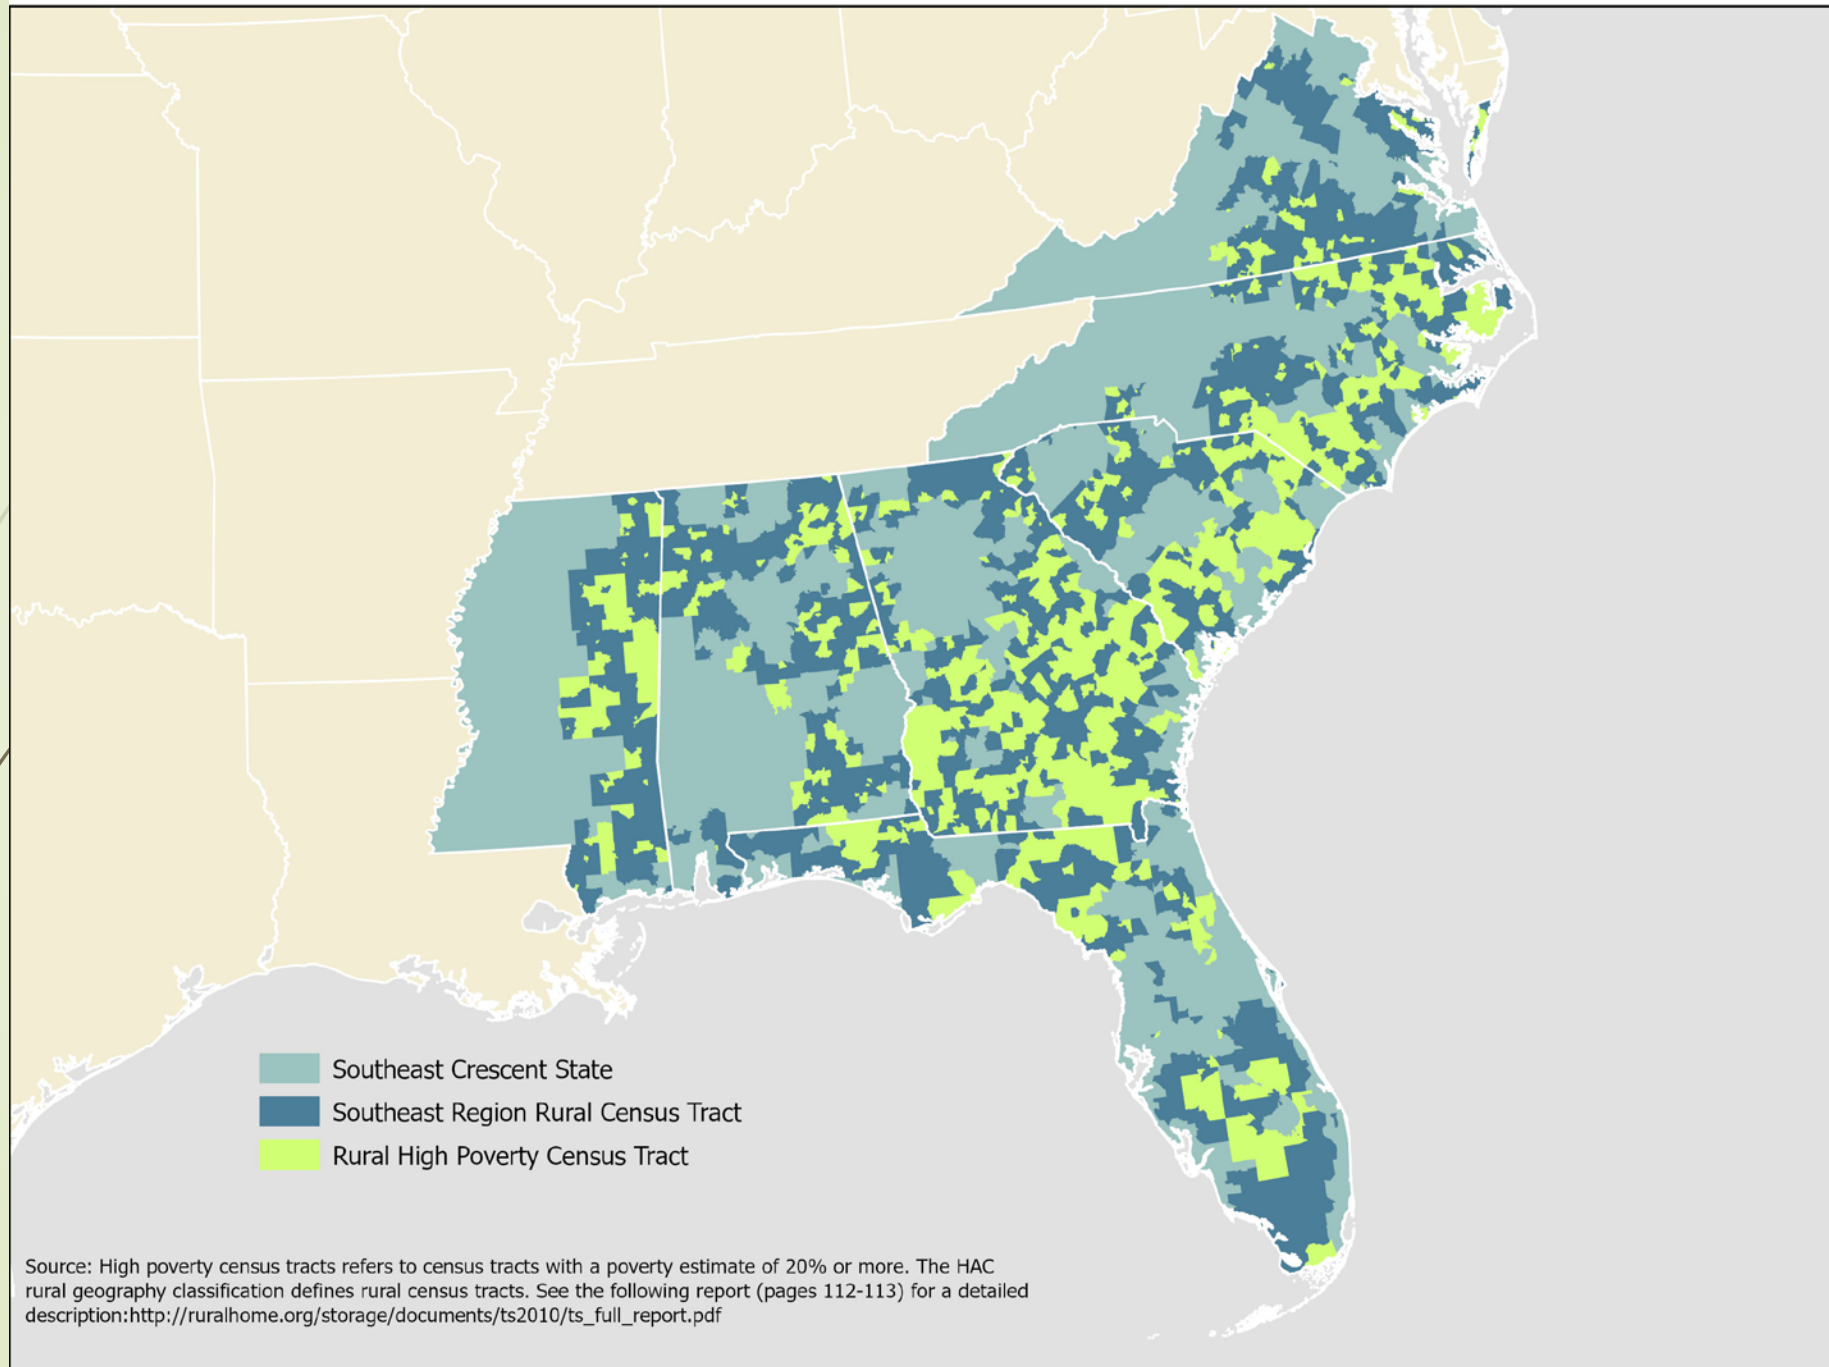 Southeast Crescent State
Southeast Region Rural Census Tract
Rural High Poverty Census Tract
Source: High poverty census tracts refers to census tracts with a poverty estimate of 20% or more. The HAC
rural geography classification defines rural census tracts. See the following report (pages 112-113) for a detailed
description:http://ruralhome.org/storage/documents/ts2010/ts_full_report.pdf